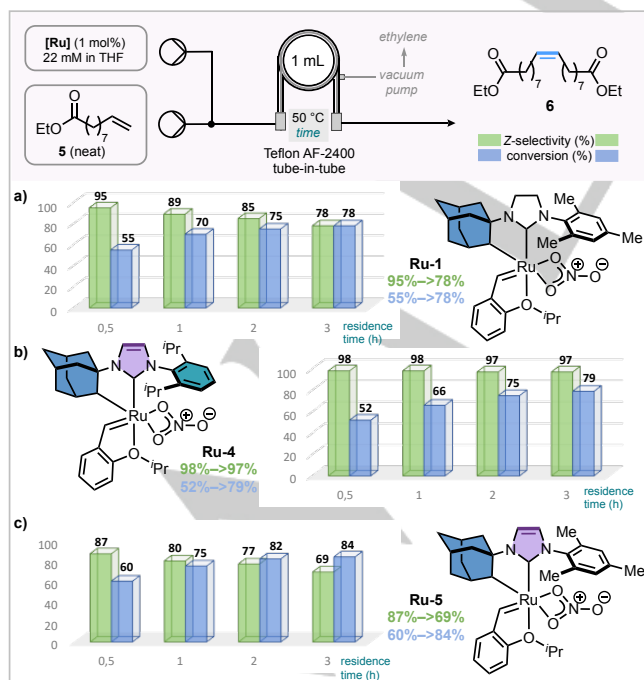 [Ru] (1 mol%)
22 mM in THF
EtO
O
7
5 (neat)
1 mL
50 °C
time
Teflon AF-2400
tube-in-tube
ethylene
vacuum
pump
O
O
EtO
7
7
OEt
6
Z-selectivity (%)
conversion (%)
a)
100
80
60
40
20
0
95
55
89
70
85
75
78
78
0,5
1
2
3
residence
time (h)
Ru-1
95%–>78%
55%–>78%
N
N
Me
Me
Me
Ru
O
O
N
+
O
−
O
iPr
b)
N
N
iPr
iPr
Ru
O
O
N
+
O
−
O
iPr
Ru-4
98%–>97%
52%–>79%
100
80
60
40
20
0
98
52
98
66
97
75
97
79
0,5
1
2
3
residence
time (h)
c)
100
80
60
40
20
0
87
60
80
75
77
82
69
84
0,5
1
2
3
residence
time (h)
Ru-5
87%–>69%
60%–>84%
N
N
Me
Me
Me
Ru
O
O
N
+
O
−
O
iPr